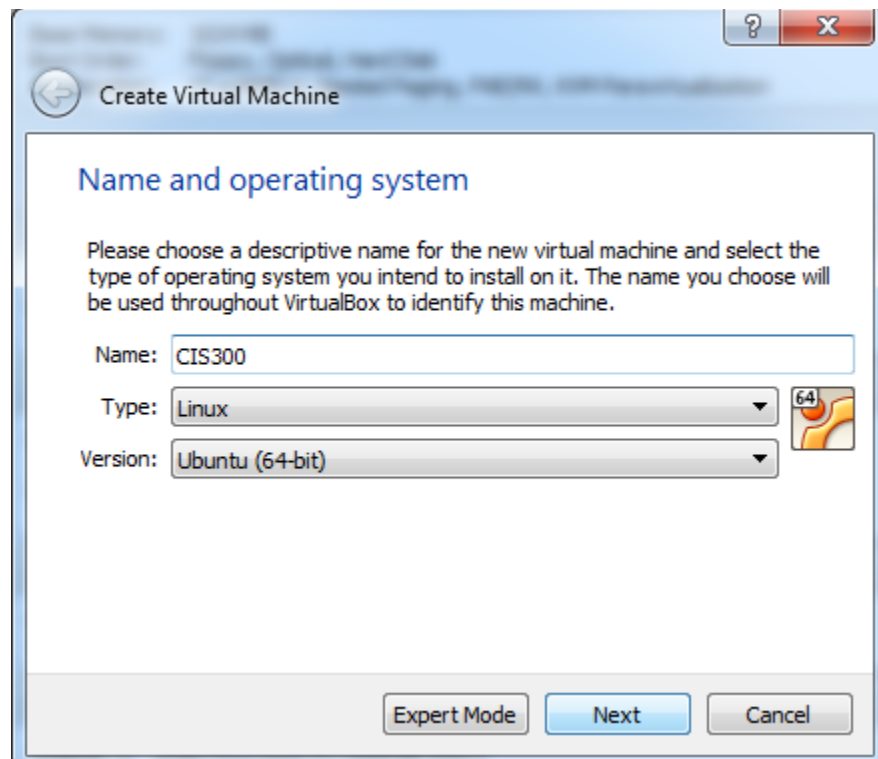 ?
X
Create Virtual Machine
Name and operating system
Please choose a descriptive name for the new virtual machine and select the
type of operating system you intend to install on it. The name you choose will
be used throughout VirtualBox to identify this machine.
Name: CIS300
Type: Linux
64
Version: Ubuntu (64-bit)
Expert Mode Next Cancel